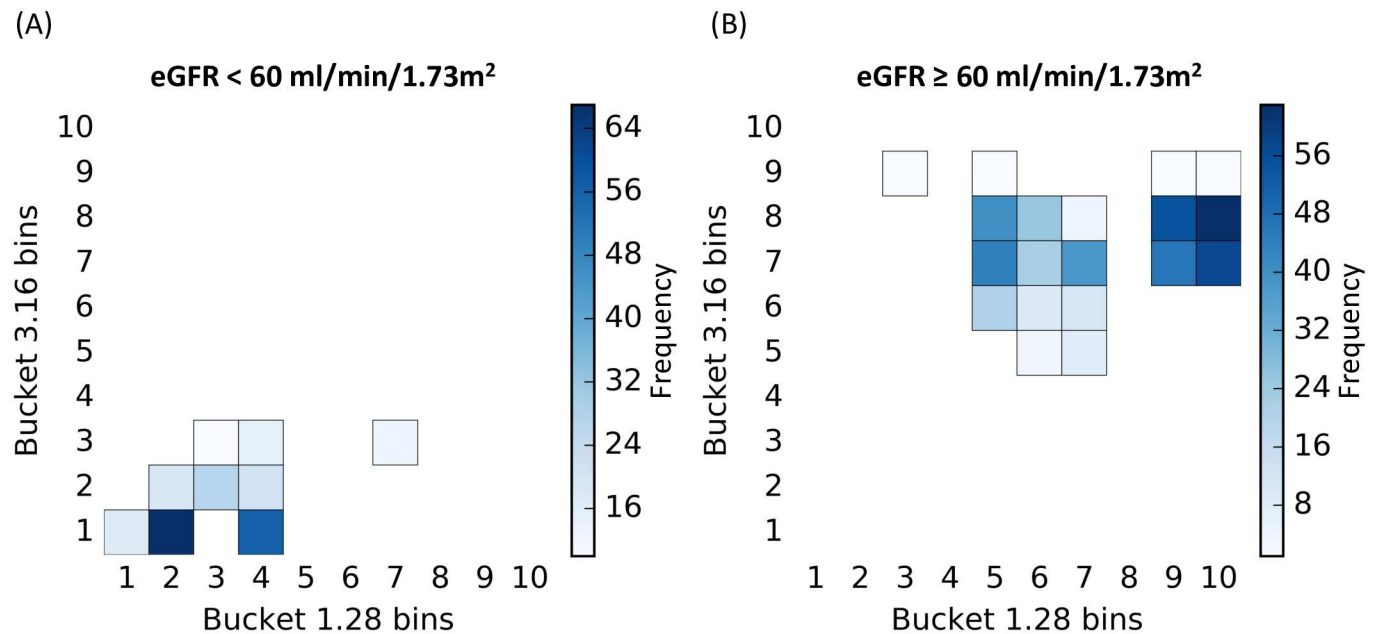 (A)
eGFR < 60 ml/min/1.73m²
10
9
8
7
6
5
4
3
2
1
Bucket 3.16 bins
1 2 3 4 5 6 7 8 9 10
Bucket 1.28 bins
64
56
48
40
32
24
16
Frequency
(B)
eGFR ≥ 60 ml/min/1.73m²
10
9
8
7
6
5
4
3
2
1
Bucket 3.16 bins
1 2 3 4 5 6 7 8 9 10
Bucket 1.28 bins
56
48
40
32
24
16
8
Frequency